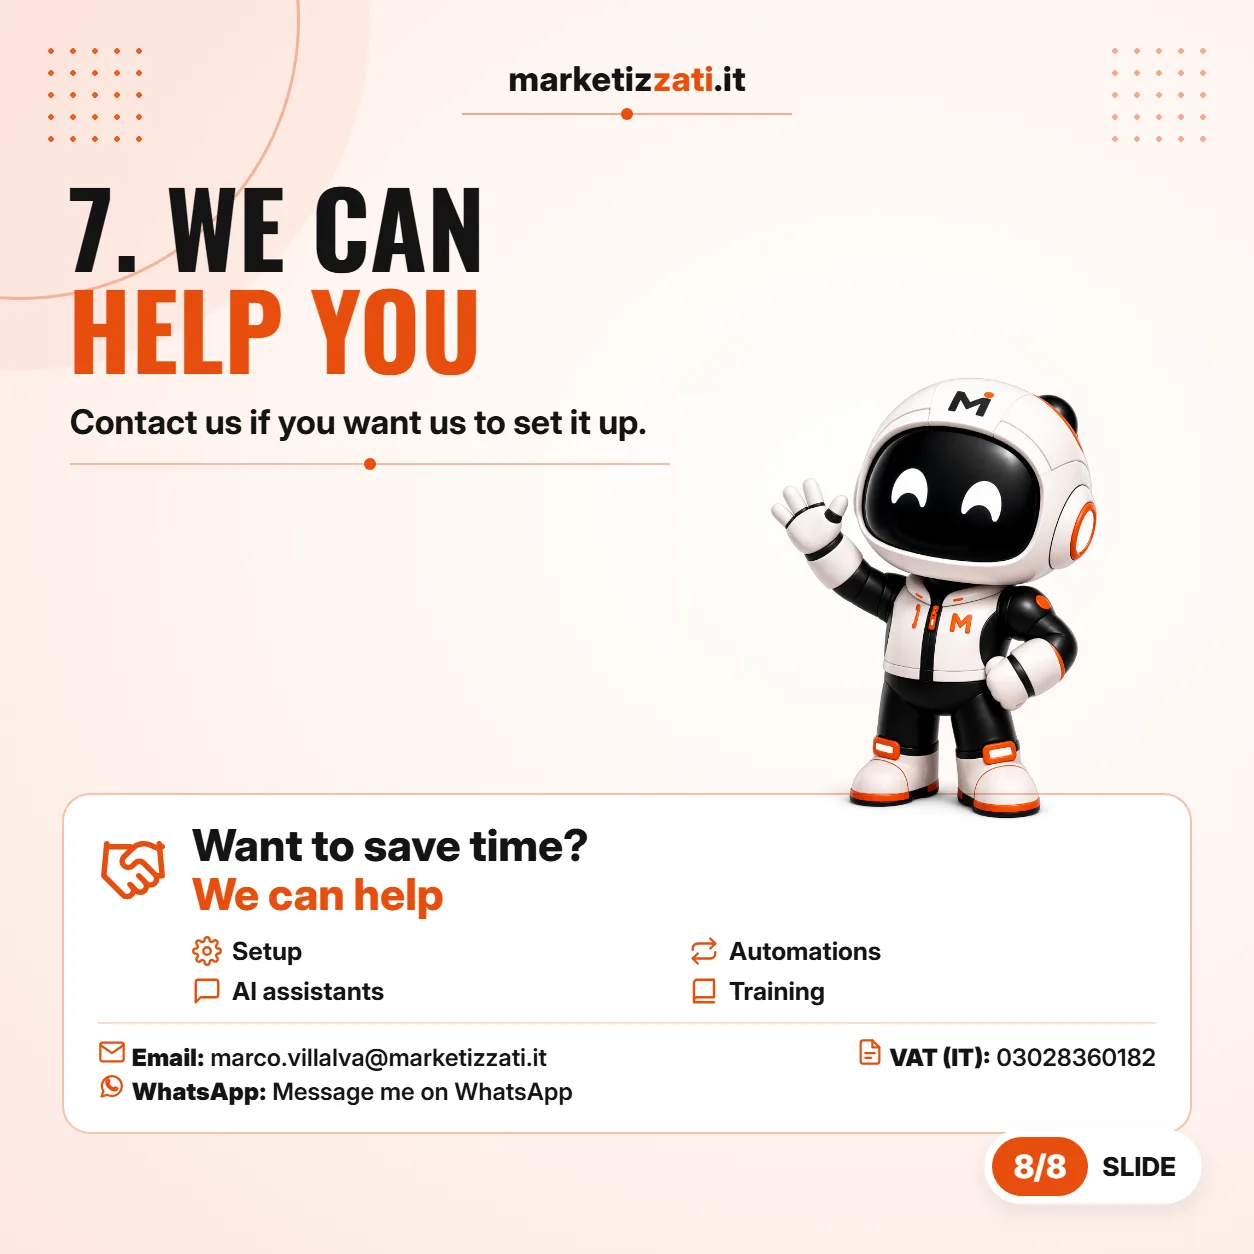 marketizzati.it
7. WE CAN
HELP YOU
Contact us if you want us to set it up.
Mi
M
Want to save time?
We can help
Setup
Automations
AI assistants
Training
Email: marco.villalva@marketizzati.it
VAT (IT): 03028360182
WhatsApp: Message me on WhatsApp
8/8 SLIDE